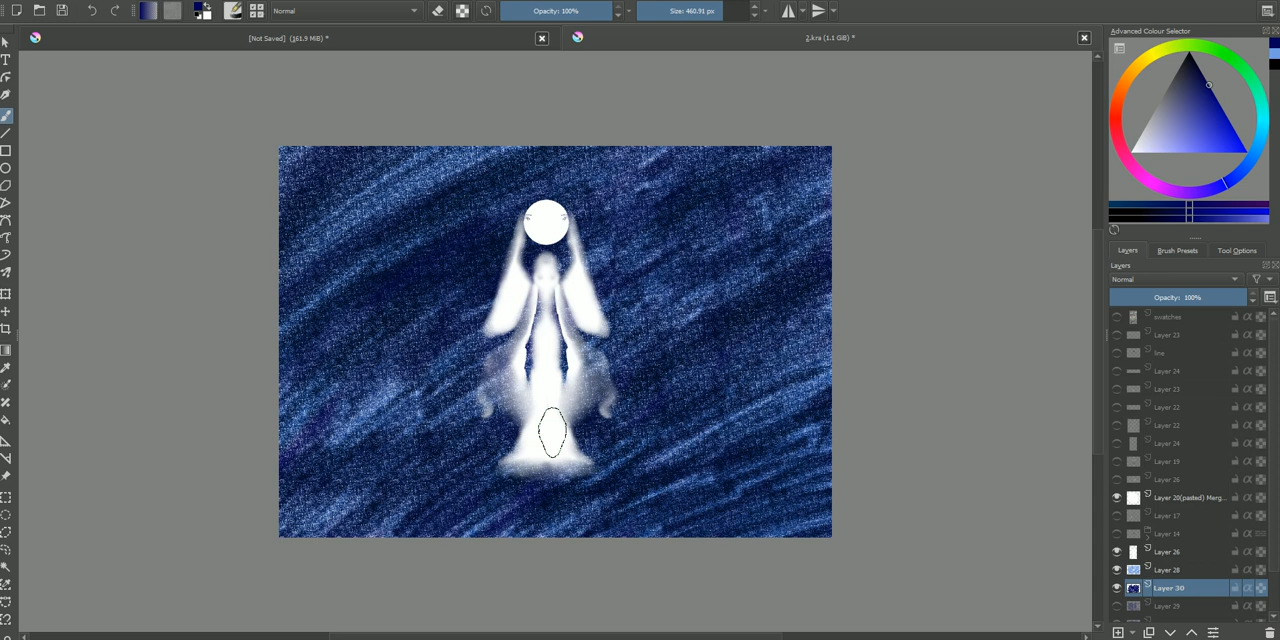 Normal
Opacity: 100%
Size: 460.91 px
[Not Saved] (161.9 MiB) *
2.kra (1.1 GiB) *
Advanced Colour Selector
Layers
Brush Presets
Tool Options
Layers
Normal
Opacity: 100%
swatches
Layer 23
line
Layer 24
Layer 23
Layer 22
Layer 22
Layer 24
Layer 19
Layer 26
Layer 20(pasted) Merg...
Layer 17
Layer 14
Layer 26
Layer 28
Layer 30
Layer 29